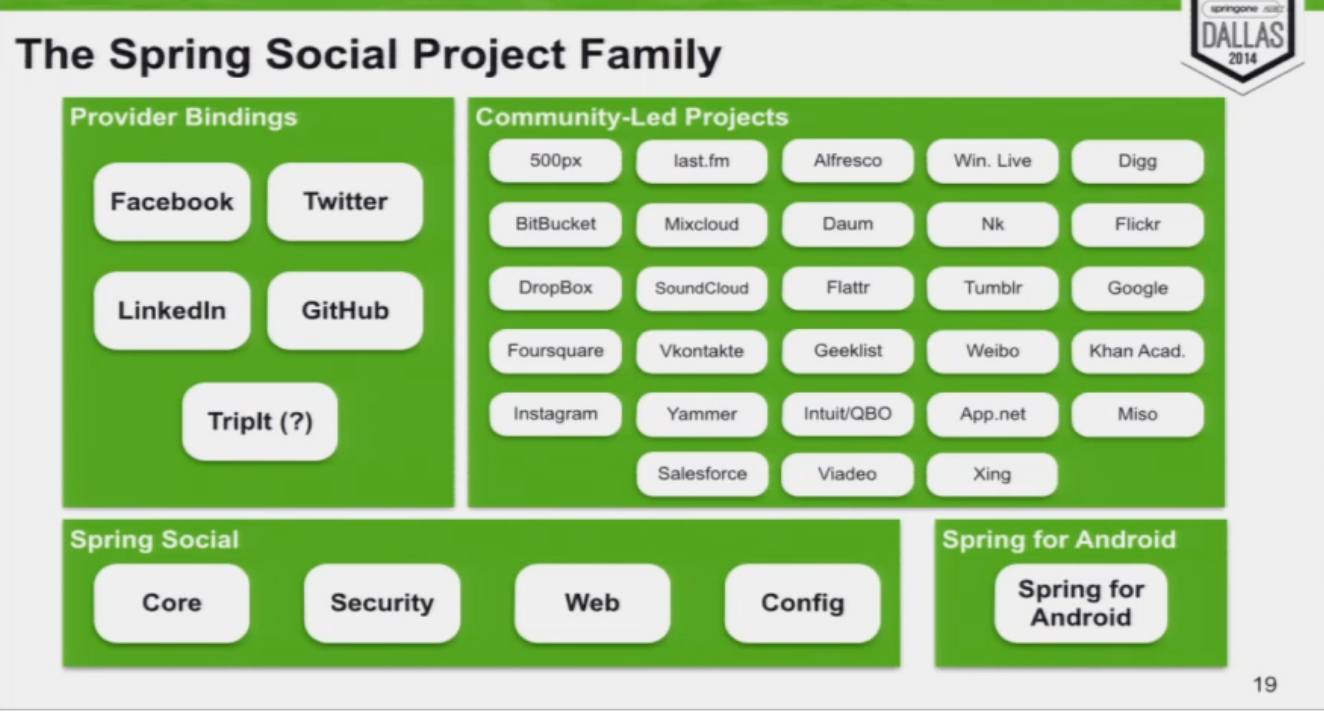 springone 2GX
DALLAS
2014
The Spring Social Project Family
Provider Bindings
Facebook
Twitter
LinkedIn
GitHub
TripIt (?)
Community-Led Projects
500px
last.fm
Alfresco
Win. Live
Digg
BitBucket
Mixcloud
Daum
Nk
Flickr
DropBox
SoundCloud
Flattr
Tumblr
Google
Foursquare
Vkontakte
Geeklist
Weibo
Khan Acad.
Instagram
Yammer
Intuit/QBO
App.net
Miso
Salesforce
Viadeo
Xing
Spring Social
Core
Security
Web
Config
Spring for Android
Spring for
Android
19